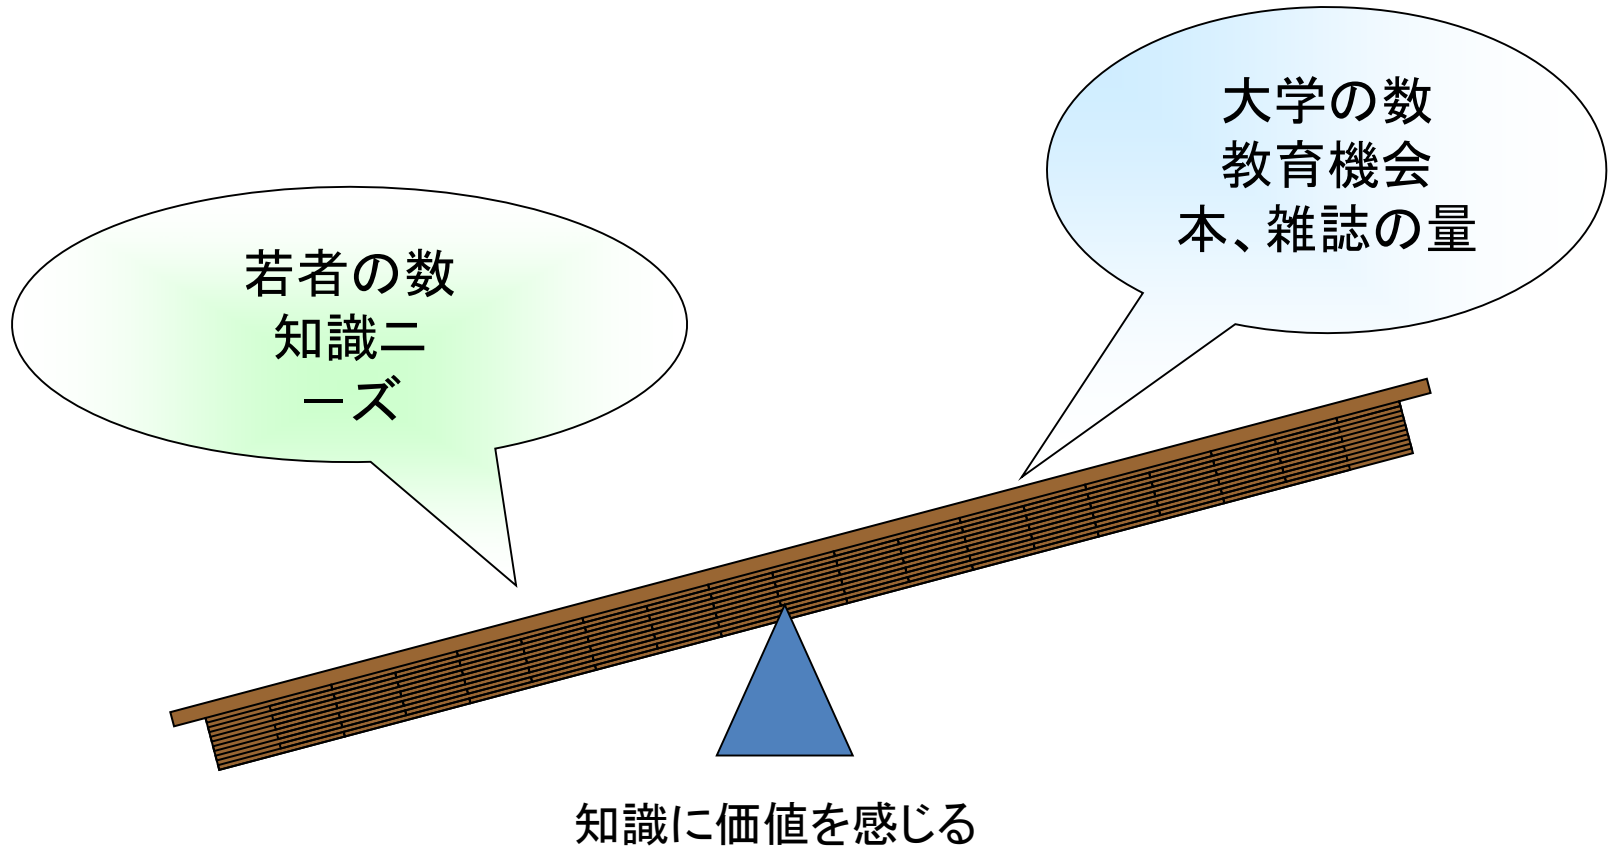 若者の数
知識ニ
ーズ
大学の数
教育機会
本、雑誌の量
知識に価値を感じる